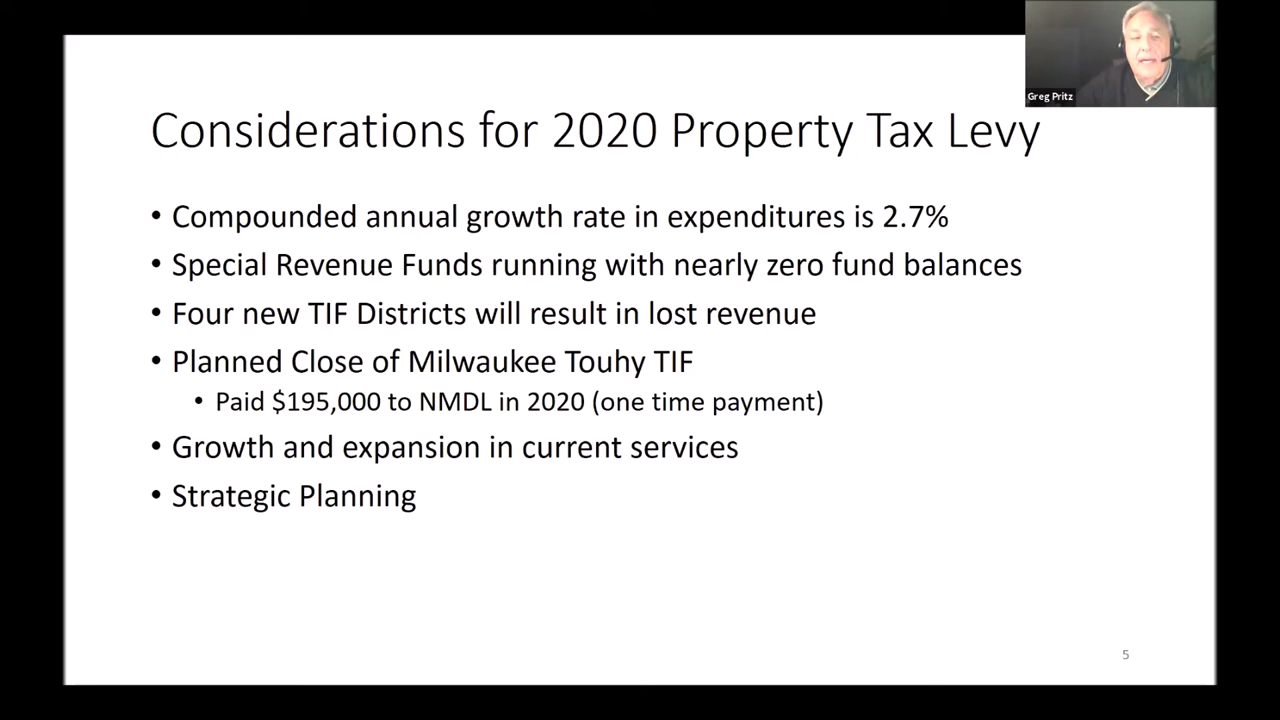 Greg Pritz
Considerations for 2020 Property Tax Levy
• Compounded annual growth rate in expenditures is 2.7%
• Special Revenue Funds running with nearly zero fund balances
• Four new TIF Districts will result in lost revenue
• Planned Close of Milwaukee Touhy TIF
• Paid $195,000 to NMDL in 2020 (one time payment)
• Growth and expansion in current services
• Strategic Planning
5